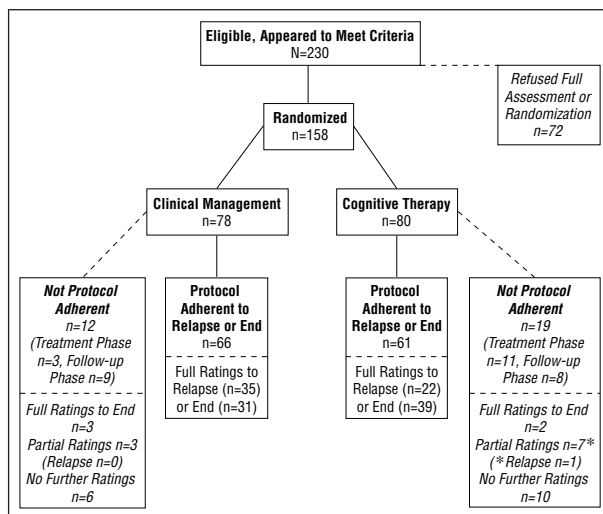 Eligible, Appeared to Meet Criteria
N=230
Refused Full
Assessment or
Randomization
n=72
Randomized
n=158
Clinical Management
n=78
Cognitive Therapy
n=80
Not Protocol
Adherent
n=12
(Treatment Phase
n=3, Follow-up
Phase n=9)
Full Ratings to End
n=3
Partial Ratings n=3
(Relapse n=0)
No Further Ratings
n=6
Protocol
Adherent to
Relapse or End
n=66
Full Ratings to
Relapse (n=35)
or End (n=31)
Protocol
Adherent to
Relapse or End
n=61
Full Ratings to
Relapse (n=22)
or End (n=39)
Not Protocol
Adherent
n=19
(Treatment Phase
n=11, Follow-up
Phase n=8)
Full Ratings to End
n=2
Partial Ratings n=7*
(*Relapse n=1)
No Further Ratings
n=10